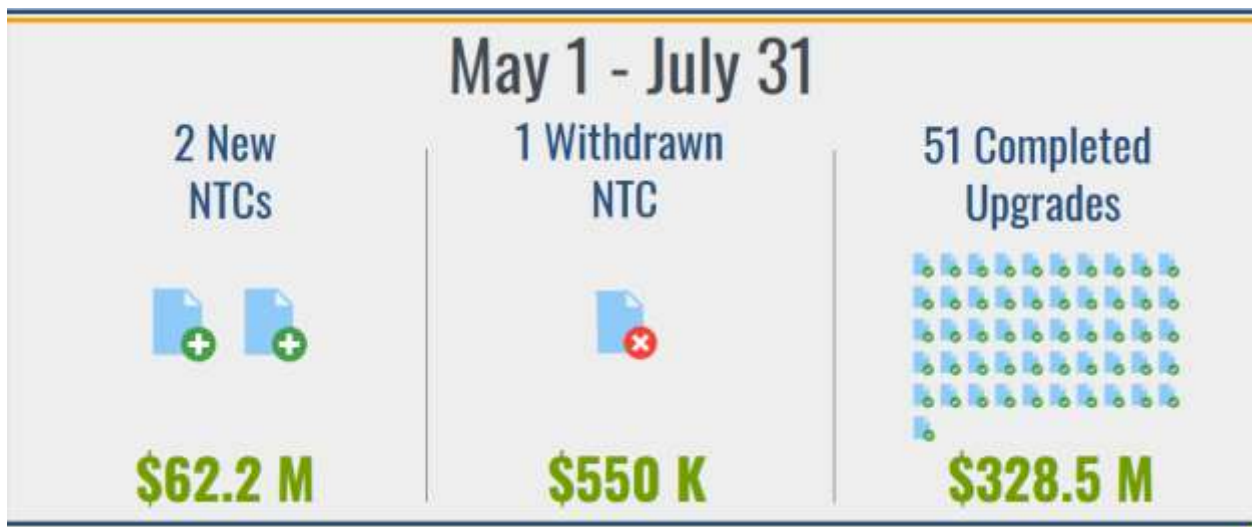 May 1 - July 31
2 New
NTCs
1 Withdrawn
NTC
51 Completed
Upgrades
$62.2 M
$550 K
$328.5 M